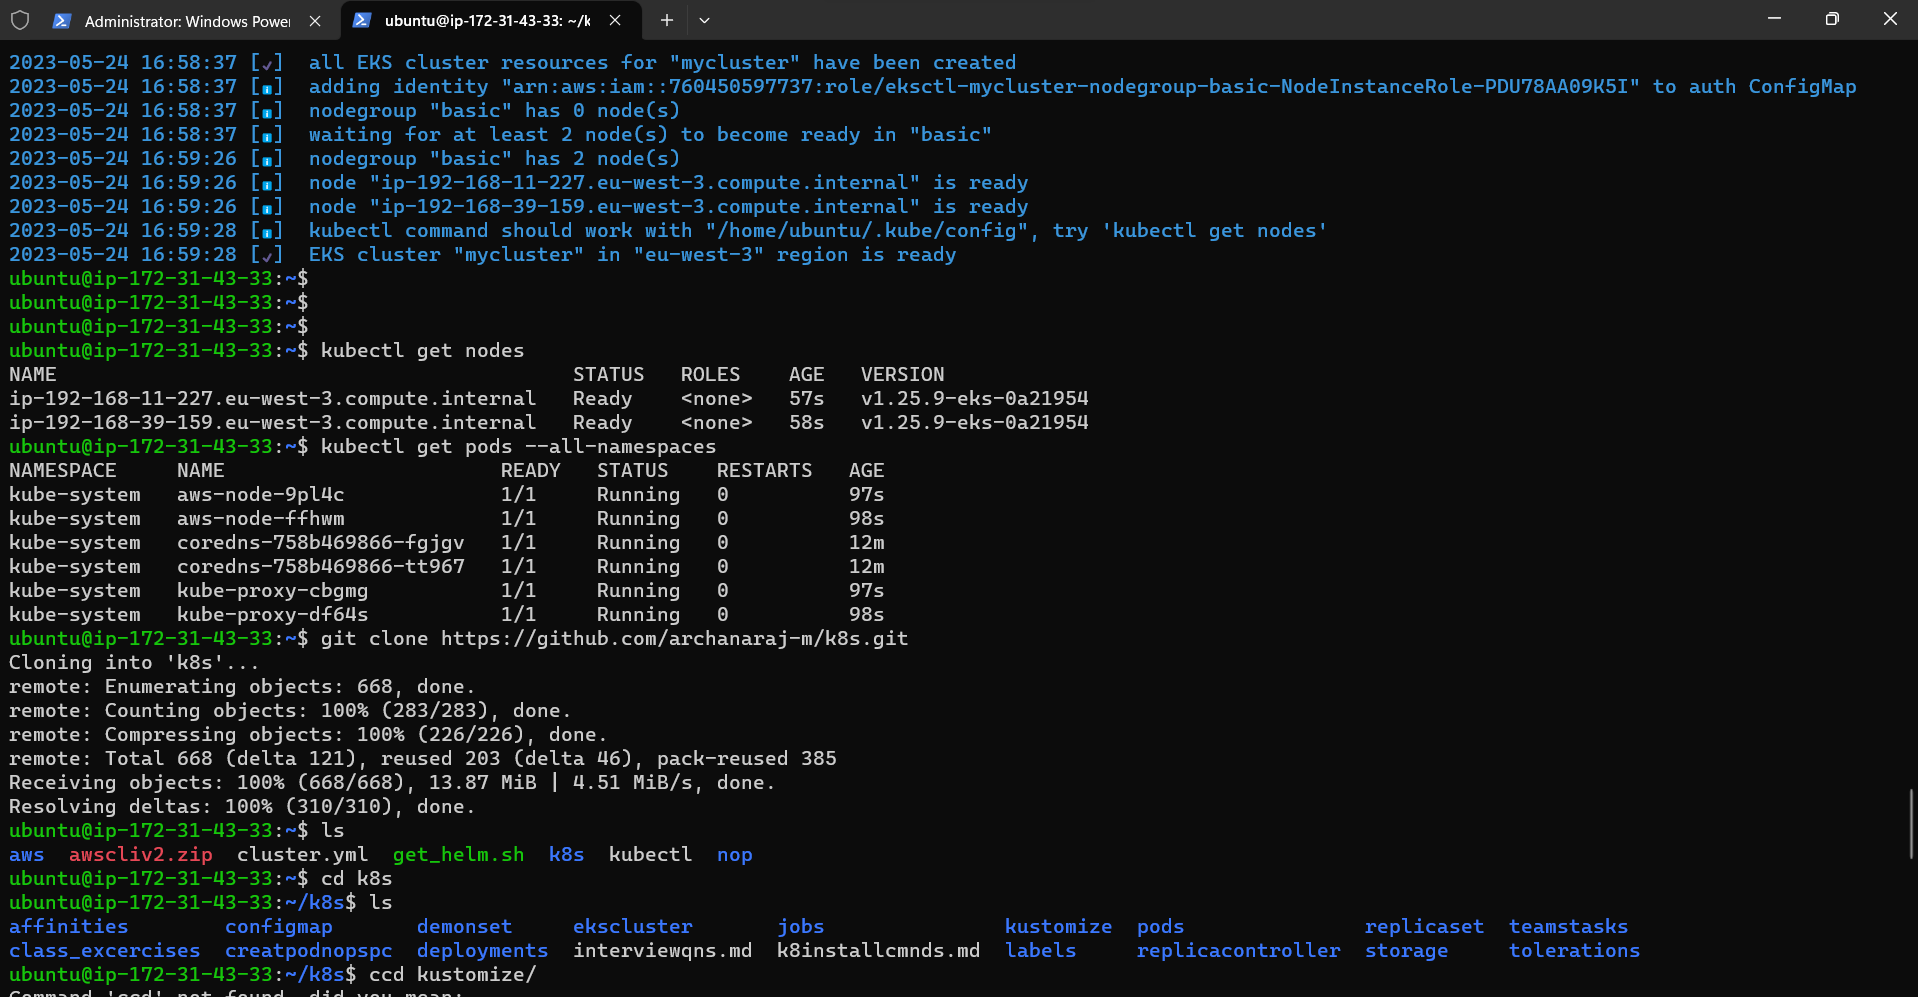 Administrator: Windows Power
ubuntu@ip-172-31-43-33: ~/k
2023-05-24 16:58:37 [✓]  all EKS cluster resources for "mycluster" have been created
2023-05-24 16:58:37 [i]  adding identity "arn:aws:iam::760450597737:role/eksctl-mycluster-nodegroup-basic-NodeInstanceRole-PDU78AA09K5I" to auth ConfigMap
2023-05-24 16:58:37 [i]  nodegroup "basic" has 0 node(s)
2023-05-24 16:58:37 [i]  waiting for at least 2 node(s) to become ready in "basic"
2023-05-24 16:59:26 [i]  nodegroup "basic" has 2 node(s)
2023-05-24 16:59:26 [i]  node "ip-192-168-11-227.eu-west-3.compute.internal" is ready
2023-05-24 16:59:26 [i]  node "ip-192-168-39-159.eu-west-3.compute.internal" is ready
2023-05-24 16:59:28 [i]  kubectl command should work with "/home/ubuntu/.kube/config", try 'kubectl get nodes'
2023-05-24 16:59:28 [✓]  EKS cluster "mycluster" in "eu-west-3" region is ready
ubuntu@ip-172-31-43-33:~$
ubuntu@ip-172-31-43-33:~$
ubuntu@ip-172-31-43-33:~$
ubuntu@ip-172-31-43-33:~$ kubectl get nodes
NAME                                           STATUS   ROLES    AGE   VERSION
ip-192-168-11-227.eu-west-3.compute.internal   Ready    <none>   57s   v1.25.9-eks-0a21954
ip-192-168-39-159.eu-west-3.compute.internal   Ready    <none>   58s   v1.25.9-eks-0a21954
ubuntu@ip-172-31-43-33:~$ kubectl get pods --all-namespaces
NAMESPACE     NAME                       READY   STATUS    RESTARTS   AGE
kube-system   aws-node-9pl4c             1/1     Running   0          97s
kube-system   aws-node-ffhwm             1/1     Running   0          98s
kube-system   coredns-758b469866-fgjgv   1/1     Running   0          12m
kube-system   coredns-758b469866-tt967   1/1     Running   0          12m
kube-system   kube-proxy-cbgmg           1/1     Running   0          97s
kube-system   kube-proxy-df64s           1/1     Running   0          98s
ubuntu@ip-172-31-43-33:~$ git clone https://github.com/archanaraj-m/k8s.git
Cloning into 'k8s'...
remote: Enumerating objects: 668, done.
remote: Counting objects: 100% (283/283), done.
remote: Compressing objects: 100% (226/226), done.
remote: Total 668 (delta 121), reused 203 (delta 46), pack-reused 385
Receiving objects: 100% (668/668), 13.87 MiB | 4.51 MiB/s, done.
Resolving deltas: 100% (310/310), done.
ubuntu@ip-172-31-43-33:~$ ls
aws  awscliv2.zip  cluster.yml  get_helm.sh  k8s  kubectl  nop
ubuntu@ip-172-31-43-33:~$ cd k8s
ubuntu@ip-172-31-43-33:~/k8s$ ls
affinities        configmap      demonset     ekscluster      jobs               kustomize  pods               replicaset  teamstasks
class_excercises  creatpodnopspc  deployments  interviewqns.md  k8installcmnds.md  labels     replicacontroller  storage     tolerations
ubuntu@ip-172-31-43-33:~/k8s$ ccd kustomize/
Command 'ccd' not found, did you mean: